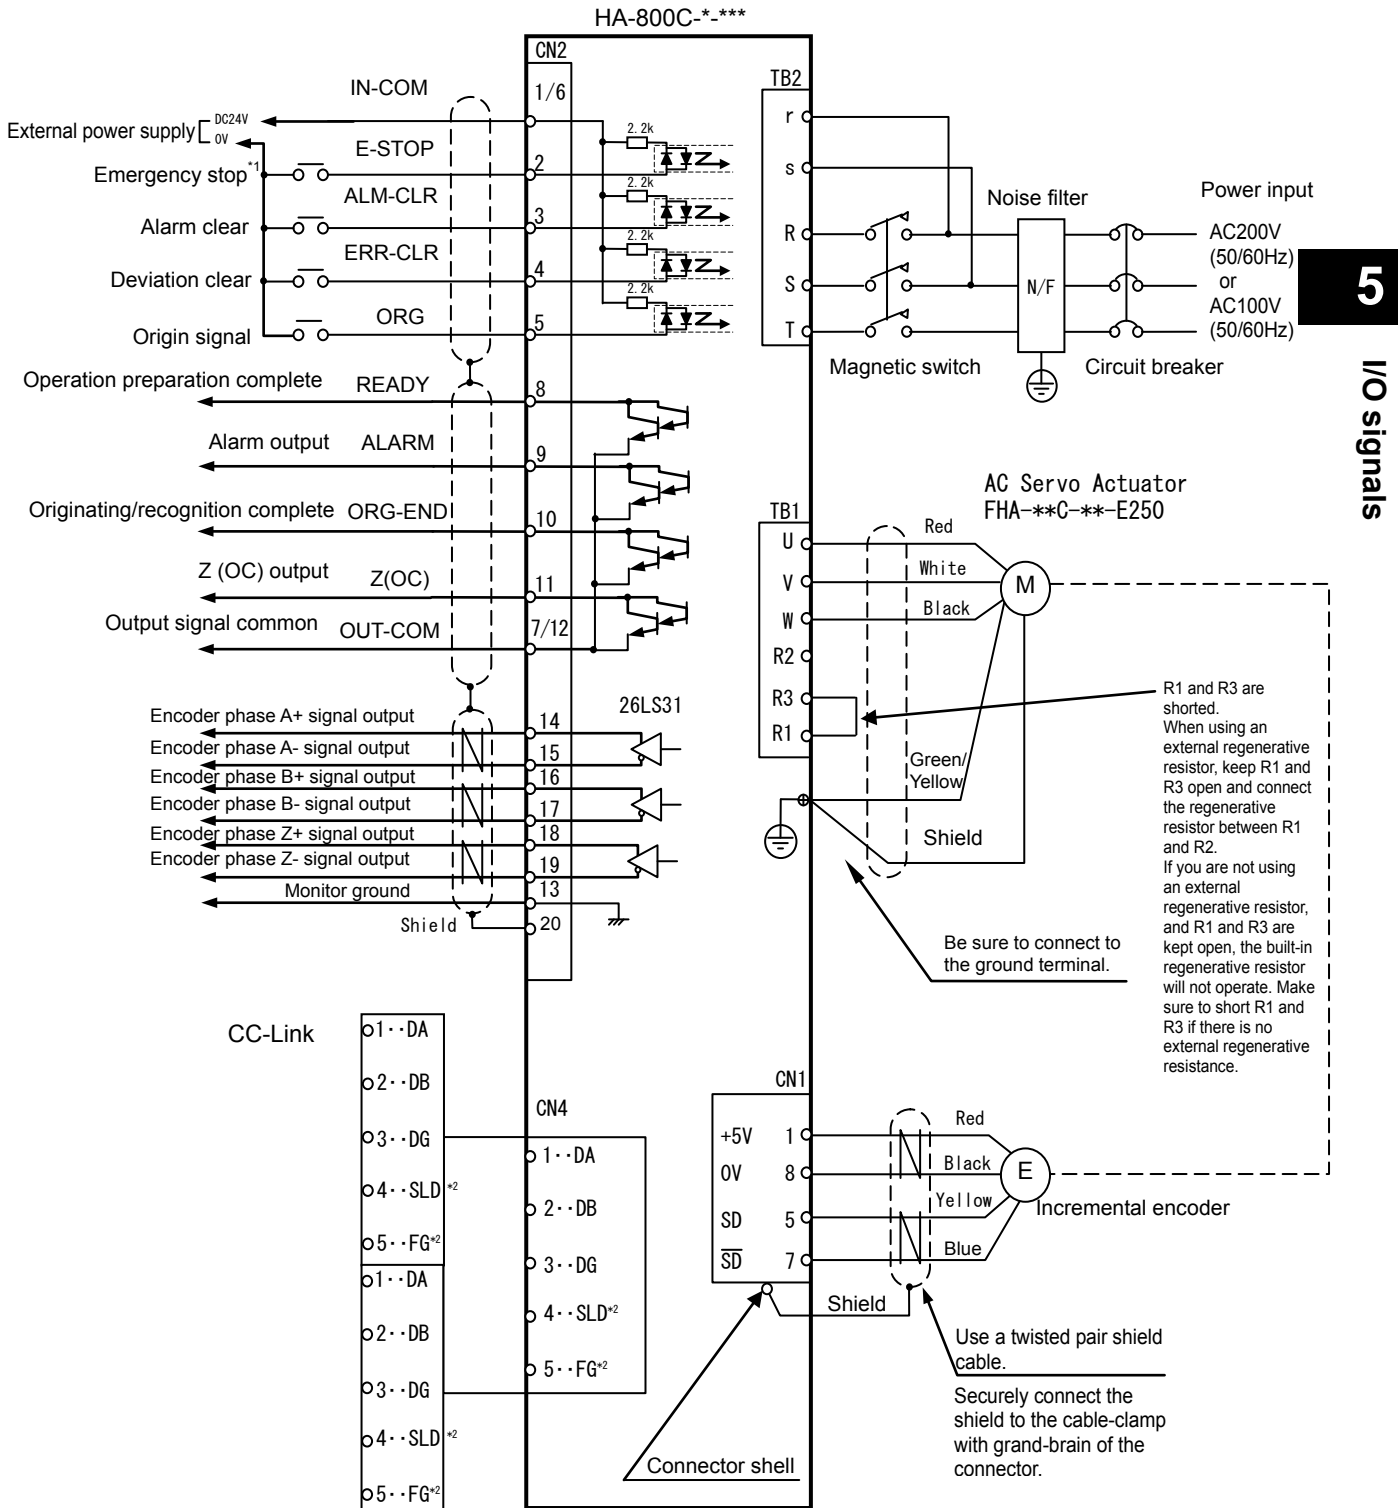 HA-800C-*-***
CN2
IN-COM
1/6
External power supply
DC24V
0V
2.2k
E-STOP
Emergency stop*1
2
2.2k
ALM-CLR
Alarm clear
3
2.2k
ERR-CLR
Deviation clear
4
2.2k
ORG
Origin signal
5
Operation preparation complete
READY
8
Alarm output
ALARM
9
Originating/recognition complete
ORG-END
10
Z (OC) output
Z(OC)
11
Output signal common
OUT-COM
7/12
26LS31
Encoder phase A+ signal output
14
Encoder phase A- signal output
15
Encoder phase B+ signal output
16
Encoder phase B- signal output
17
Encoder phase Z+ signal output
18
Encoder phase Z- signal output
19
Monitor ground
13
Shield
20
TB2
r
s
R
S
T
Magnetic switch
Noise filter
N/F
Circuit breaker
Power input
AC200V
(50/60Hz)
or
AC100V
(50/60Hz)
5
I/O signals
AC Servo Actuator
FHA-**C-**-E250
TB1
U
Red
V
White
M
W
Black
R2
R3
R1
Green/
Yellow
Shield
R1 and R3 are
shorted.
When using an
external regenerative
resistor, keep R1 and
R3 open and connect
the regenerative
resistor between R1
and R2.
If you are not using
an external
regenerative resistor,
and R1 and R3 are
kept open, the built-in
regenerative resistor
will not operate. Make
sure to short R1 and
R3 if there is no
external regenerative
resistance.
Be sure to connect to
the ground terminal.
CC-Link
1··DA
2··DB
3··DG
4··SLD*2
5··FG*2
1··DA
2··DB
3··DG
4··SLD*2
5··FG*2
CN4
1··DA
2··DB
3··DG
4··SLD*2
5··FG*2
CN1
+5V 1
Red
0V 8
Black
E
SD 5
Yellow
Incremental encoder
S̅D̅ 7
Blue
Shield
Connector shell
Use a twisted pair shield
cable.
Securely connect the
shield to the cable-clamp
with grand-brain of the
connector.